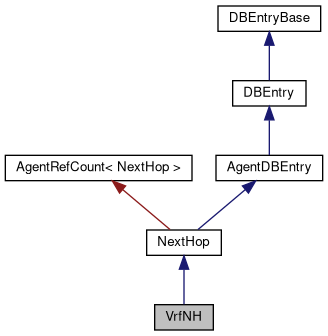 DBEntryBase
DBEntry
AgentRefCount< NextHop >
AgentDBEntry
NextHop
VrfNH